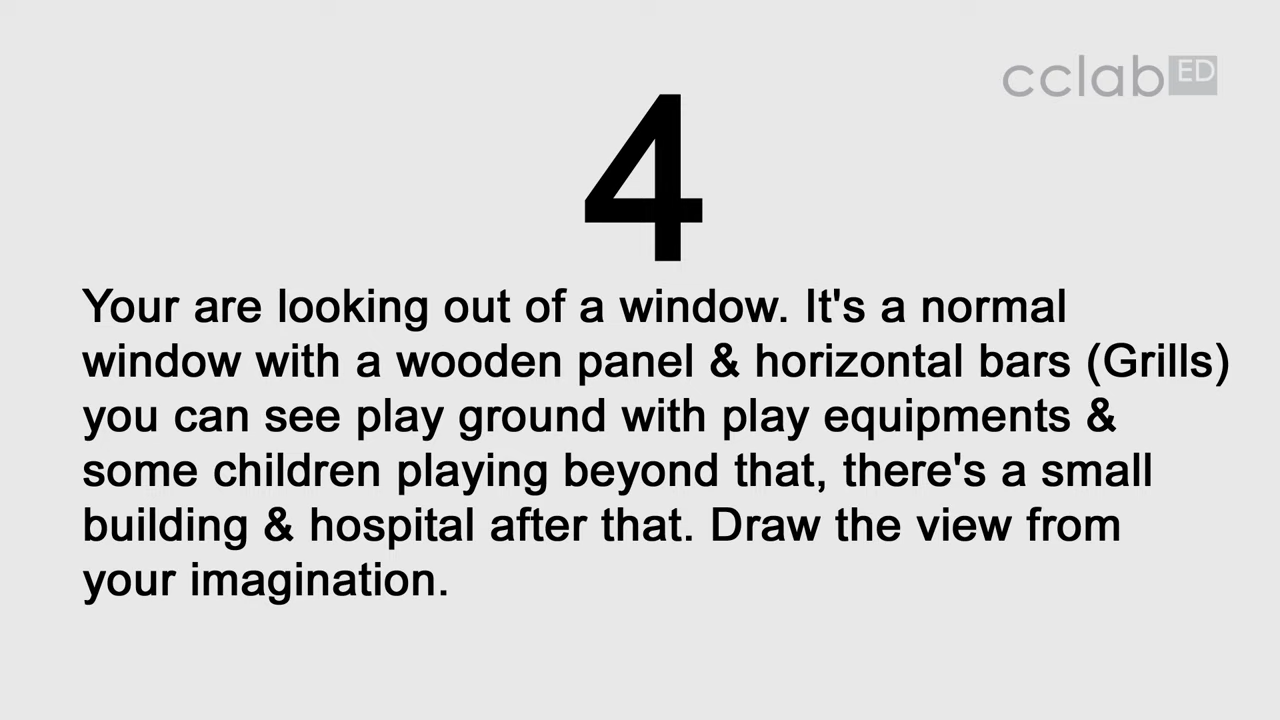 cclab ED
4
Your are looking out of a window. It's a normal
window with a wooden panel & horizontal bars (Grills)
you can see play ground with play equipments &
some children playing beyond that, there's a small
building & hospital after that. Draw the view from
your imagination.